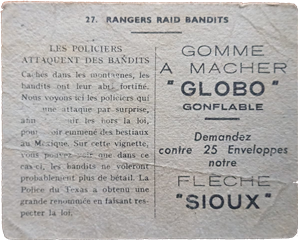 27. RANGERS RAID BANDITS
LES POLICIERS
ATTAQUENT DES BANDITS
Cachés dans les montagnes, les
bandits ont leur abri fortifié.
Nous voyons ici les policiers qui
une attaque par surprise,
les hors la loi,
pour emmené des bestiaux
au Mexique. Sur cette vignette,
vous pouvez voir que dans ce
cas ci, les bandits ne voleront
probablement plus de bétail. La
Police du Texas a obtenu une
grande renommée en faisant res-
pecter la loi.
GOMME
A MACHER
"GLOBO"
GONFLABLE
Demandez
contre 25 Enveloppes
notre
FLÈCHE
"SIOUX"